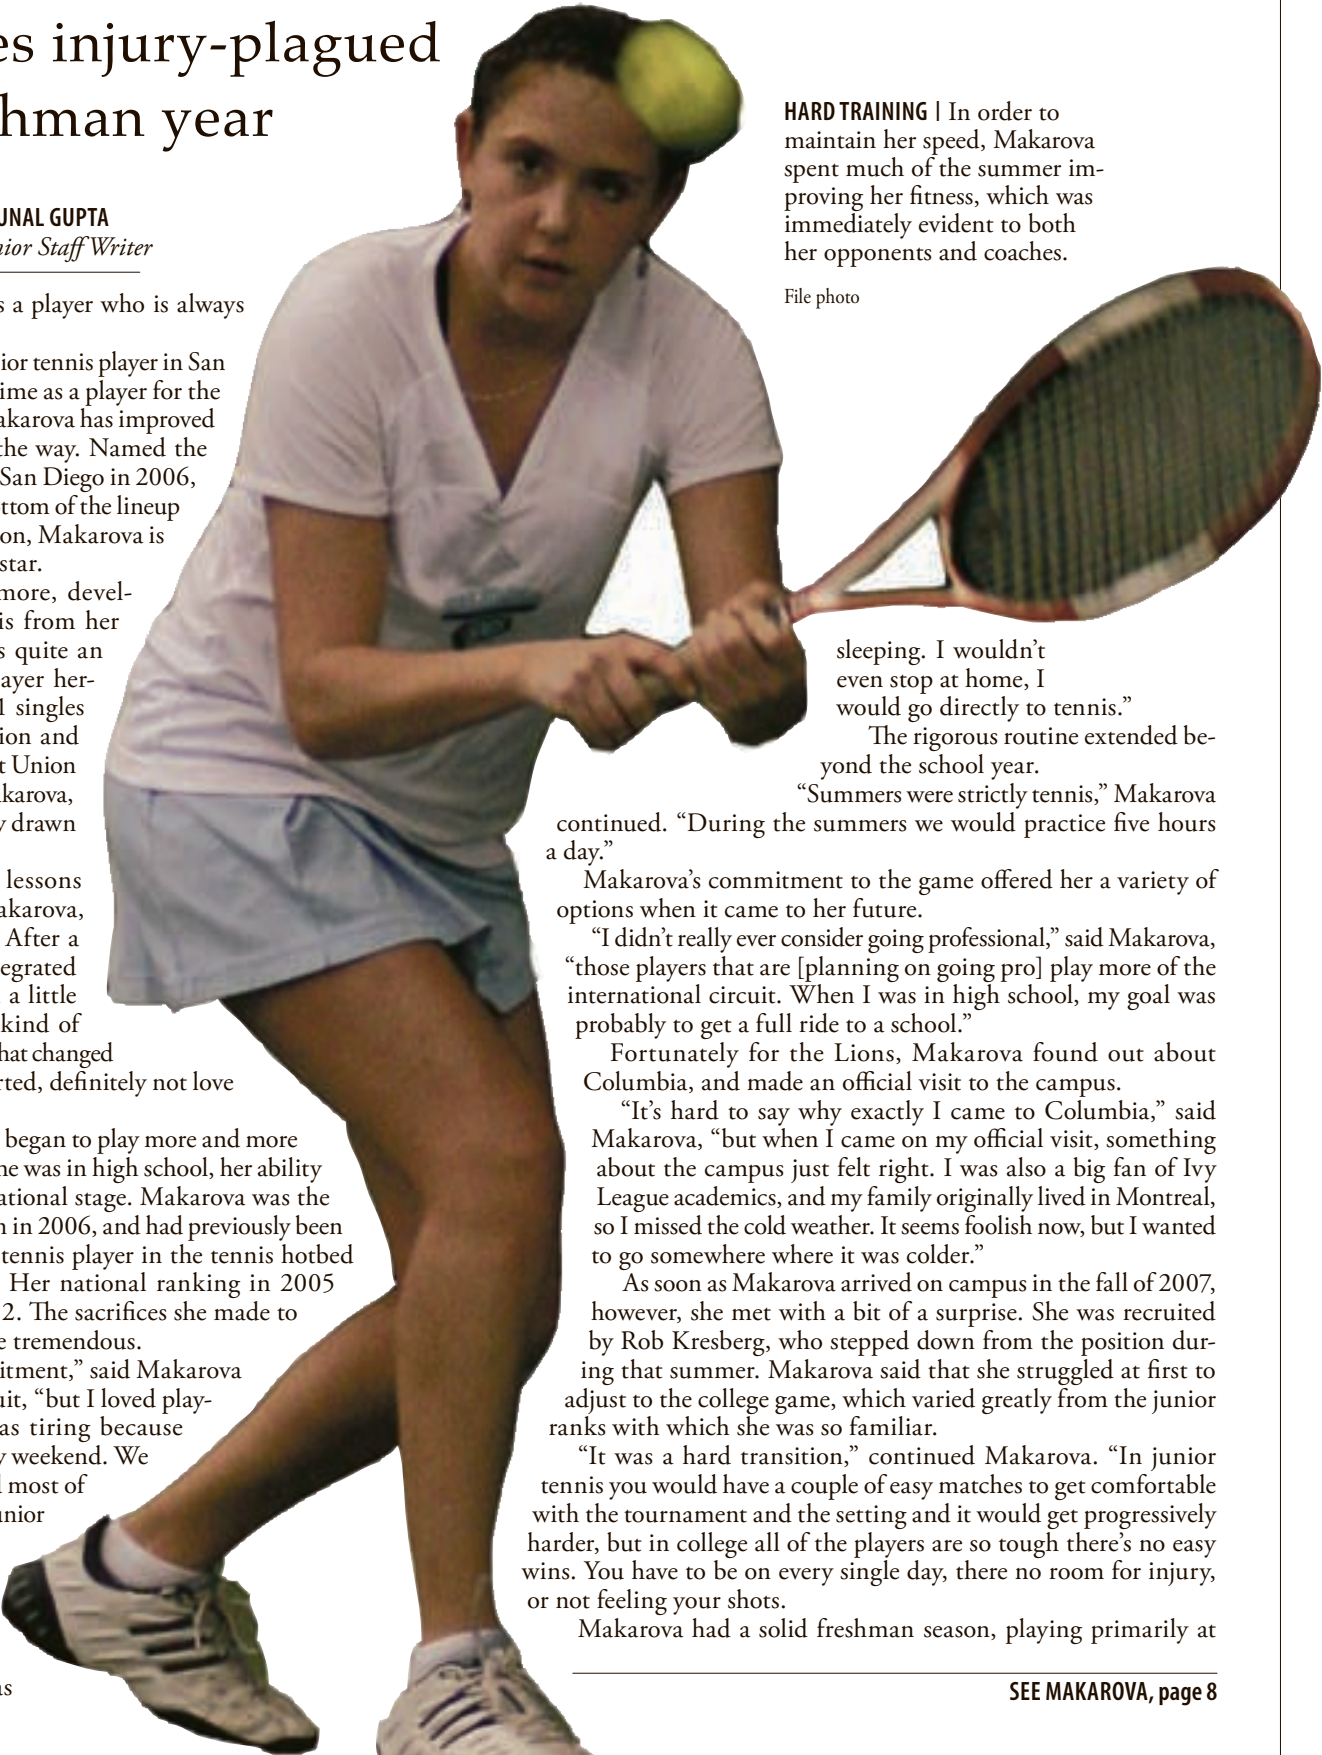 es injury-plagued
hman year
UNAL GUPTA
nior Staff Writer
s a player who is always
ior tennis player in San
ime as a player for the
akarova has improved
the way. Named the
San Diego in 2006,
ottom of the lineup
on, Makarova is
star.
more, devel-
is from her
s quite an
ayer her-
1 singles
ion and
t Union
karova,
y drawn
lessons
akarova,
After a
egrated
a little
kind of
hat changed
rted, definitely not love
began to play more and more
he was in high school, her ability
ational stage. Makarova was the
n in 2006, and had previously been
tennis player in the tennis hotbed
Her national ranking in 2005
2. The sacrifices she made to
e tremendous.
itment,” said Makarova
uit, “but I loved play-
as tiring because
y weekend. We
l most of
unior
as
HARD TRAINING | In order to
maintain her speed, Makarova
spent much of the summer im-
proving her fitness, which was
immediately evident to both
her opponents and coaches.
File photo
sleeping. I wouldn’t
even stop at home, I
would go directly to tennis.”
The rigorous routine extended be-
yond the school year.
“Summers were strictly tennis,” Makarova
continued. “During the summers we would practice five hours
a day.”
Makarova’s commitment to the game offered her a variety of
options when it came to her future.
“I didn’t really ever consider going professional,” said Makarova,
“those players that are [planning on going pro] play more of the
international circuit. When I was in high school, my goal was
probably to get a full ride to a school.”
Fortunately for the Lions, Makarova found out about
Columbia, and made an official visit to the campus.
“It’s hard to say why exactly I came to Columbia,” said
Makarova, “but when I came on my official visit, something
about the campus just felt right. I was also a big fan of Ivy
League academics, and my family originally lived in Montreal,
so I missed the cold weather. It seems foolish now, but I wanted
to go somewhere where it was colder.”
As soon as Makarova arrived on campus in the fall of 2007,
however, she met with a bit of a surprise. She was recruited
by Rob Kresberg, who stepped down from the position dur-
ing that summer. Makarova said that she struggled at first to
adjust to the college game, which varied greatly from the junior
ranks with which she was so familiar.
“It was a hard transition,” continued Makarova. “In junior
tennis you would have a couple of easy matches to get comfortable
with the tournament and the setting and it would get progressively
harder, but in college all of the players are so tough there’s no easy
wins. You have to be on every single day, there no room for injury,
or not feeling your shots.
Makarova had a solid freshman season, playing primarily at
SEE MAKAROVA, page 8